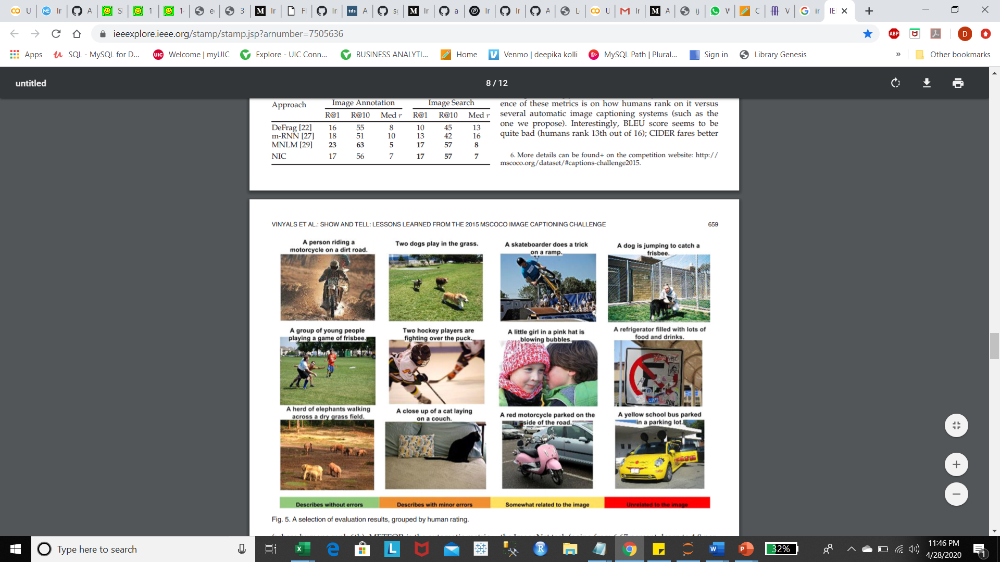 ieeexplore.ieee.org/stamp/stamp.jsp?arnumber=7505636
ABP
D
Apps
SQL - MySQL for D...
UIC
Welcome | myUIC
Explore - UIC Conn...
BUSINESS ANALYTI...
Home
Venmo | deepika kolli
MySQL Path | Plural...
Sign in
Library Genesis
»
Other bookmarks
untitled
8 / 12
Approach Image Annotation Image Search
R@1 R@10 Med r R@1 R@10 Med r
DeFrag [22] 16 55 8 10 45 13
m-RNN [27] 18 51 10 13 42 16
MNLM [29] 23 63 5 17 57 8
NIC 17 56 7 17 57 7
ence of these metrics is on how humans rank on it versus
several automatic image captioning systems (such as the
one we propose). Interestingly, BLEU score seems to be
quite bad (humans rank 13th out of 16); CIDER fares better
6. More details can be found+ on the competition website: http://
mscoco.org/dataset/#captions-challenge2015.
VINYALS ET AL.: SHOW AND TELL: LESSONS LEARNED FROM THE 2015 MSCOCO IMAGE CAPTIONING CHALLENGE 659
A person riding a
motorcycle on a dirt road.
Two dogs play in the grass.
A skateboarder does a trick
on a ramp.
A dog is jumping to catch a
frisbee.
A group of young people
playing a game of frisbee.
Two hockey players are
fighting over the puck.
A little girl in a pink hat is
blowing bubbles.
A refrigerator filled with lots of
food and drinks.
A herd of elephants walking
across a dry grass field.
A close up of a cat laying
on a couch.
A red motorcycle parked on the
side of the road.
A yellow school bus parked
in a parking lot.
Describes without errors
Describes with minor errors
Somewhat related to the image
Unrelated to the image
Fig. 5. A selection of evaluation results, grouped by human rating.
Type here to search
32%
11:46 PM
4/28/2020
1